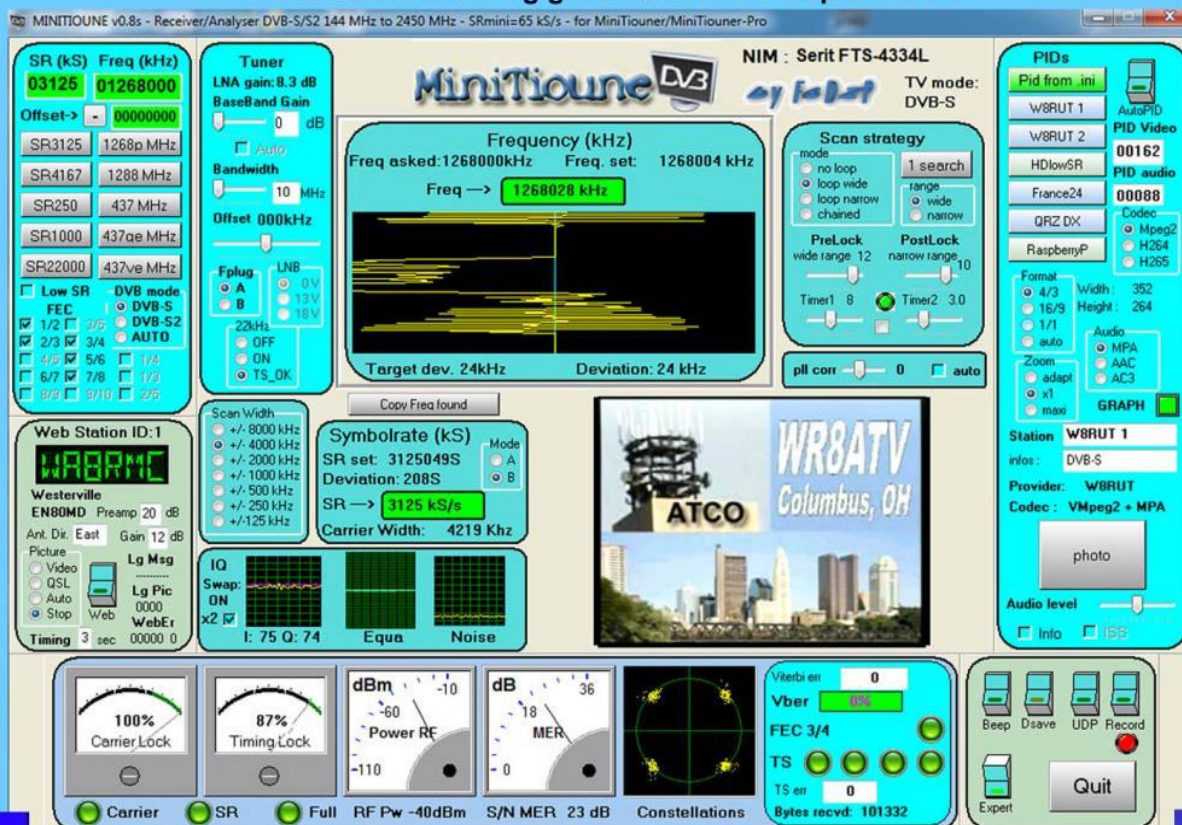 MINITIOUNE v0.8s - Receiver/Analyser DVB-S/S2 144 MHz to 2450 MHz - SRmini=65 kS/s - for MiniTiouner/MiniTiouner-Pro
SR (kS) Freq (kHz)
03125 01268000
Offset-> - 00000000
SR3125 1268p MHz
SR4167 1288 MHz
SR250 437 MHz
SR1000 437qe MHz
SR22000 437ve MHz
Low SR
DVB mode
FEC
DVB-S
DVB-S2
AUTO
1/2 3/5
2/3 3/4
4/5 5/6 1/4
6/7 7/8 1/3
8/9 9/10 2/5
Tuner
LNA gain:8.3 dB
BaseBand Gain
0 dB
Auto
Bandwidth
10 MHz
Offset 000kHz
Fplug
A
B
LNB
0V
13V
18V
22kHz
OFF
ON
TS_OK
MiniTioune DVB
NIM : Serit FTS-4334L
TV mode:
DVB-S
Frequency (kHz)
Freq asked:1268000kHz Freq. set: 1268004 kHz
Freq --> 1268028 kHz
Target dev. 24kHz Deviation: 24 kHz
Scan strategy
mode
no loop
loop wide
loop narrow
chained
1 search
range
wide
narrow
PreLock PostLock
wide range 12 narrow range 10
Timer1 8 Timer2 3.0
pll corr 0 auto
PIDs
Pid from .ini
W8RUT 1
W8RUT 2
HDlowSR
France24
QRZ DX
RaspberryP
AutoPID
PID Video
00162
PID audio
00088
Codec
Mpeg2
H264
H265
Format
4/3
16/9
1/1
auto
Width : 352
Height : 264
Audio
MPA
AAC
AC3
Zoom
adapt
x1
maxi
GRAPH
Station W8RUT 1
infos : DVB-S
Provider: W8RUT
Codec : VMpeg2 + MPA
photo
Audio level
Info ISS
Web Station ID:1
WA8RMC
Westerville
EN80MD Preamp 20 dB
Ant. Dir. East Gain 12 dB
Picture
Video
QSL
Auto
Stop
Web
Lg Msg
Lg Pic
0000
WebEr
Timing 3 sec 00000 0
Scan Width
+/- 8000 kHz
+/- 4000 kHz
+/- 2000 kHz
+/- 1000 kHz
+/- 500 kHz
+/- 250 kHz
+/-125 kHz
Copy Freq found
Symbolrate (kS)
SR set: 3125049S
Deviation: 208S
SR --> 3125 kS/s
Carrier Width: 4219 Khz
Mode
A
B
IQ
Swap:
ON
x2
I: 75 Q: 74 Equa Noise
ATCO
WR8ATV
Columbus, OH
100%
Carrier Lock
87%
Timing Lock
dBm -10
-60
Power RF
-110
dB 36
18
MER
0
Carrier SR Full RF Pw -40dBm S/N MER 23 dB Constellations
Viterbi err 0
Vber 0%
FEC 3/4
TS
TS err 0
Bytes recvd: 101332
Beep Dsave UDP Record
Expert
Quit